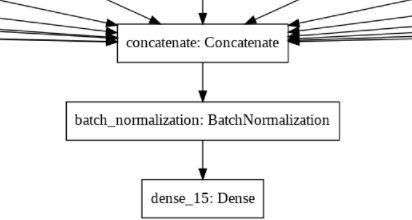 concatenate: Concatenate
batch_normalization: BatchNormalization
dense_15: Dense